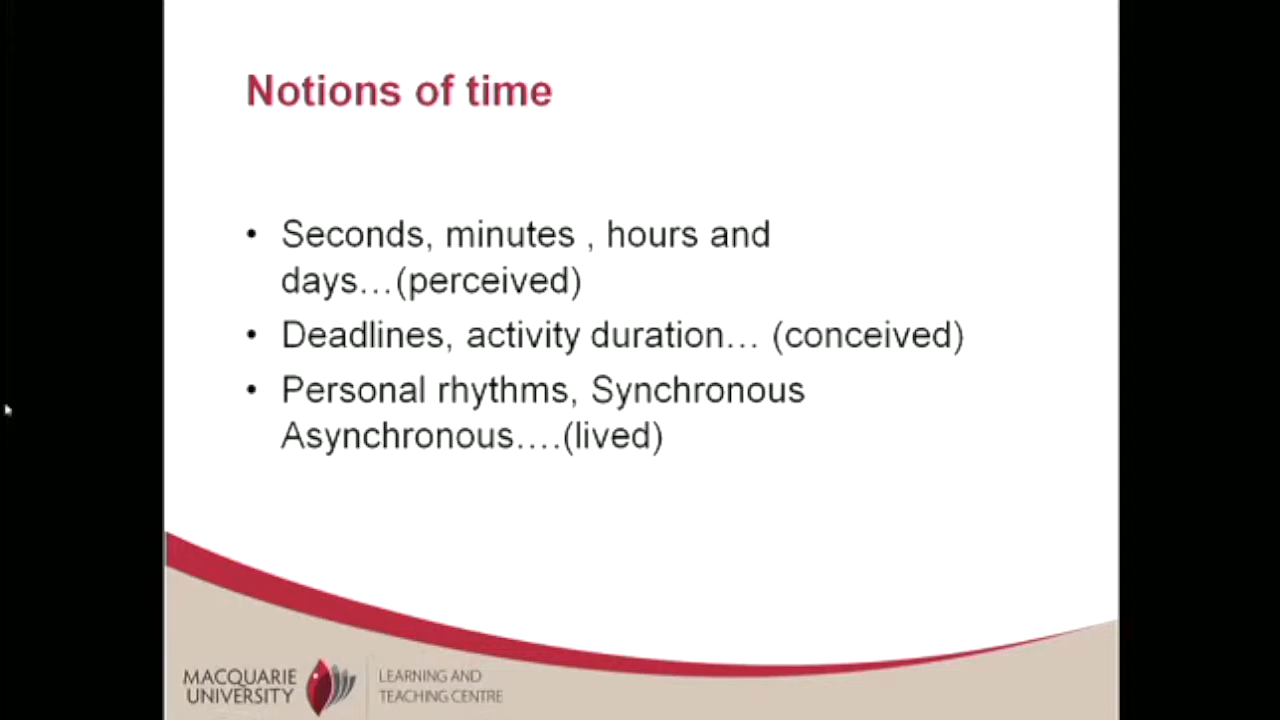 Notions of time
• Seconds, minutes , hours and
days…(perceived)
• Deadlines, activity duration… (conceived)
• Personal rhythms, Synchronous
Asynchronous….(lived)
MACQUARIE
UNIVERSITY
LEARNING AND
TEACHING CENTRE